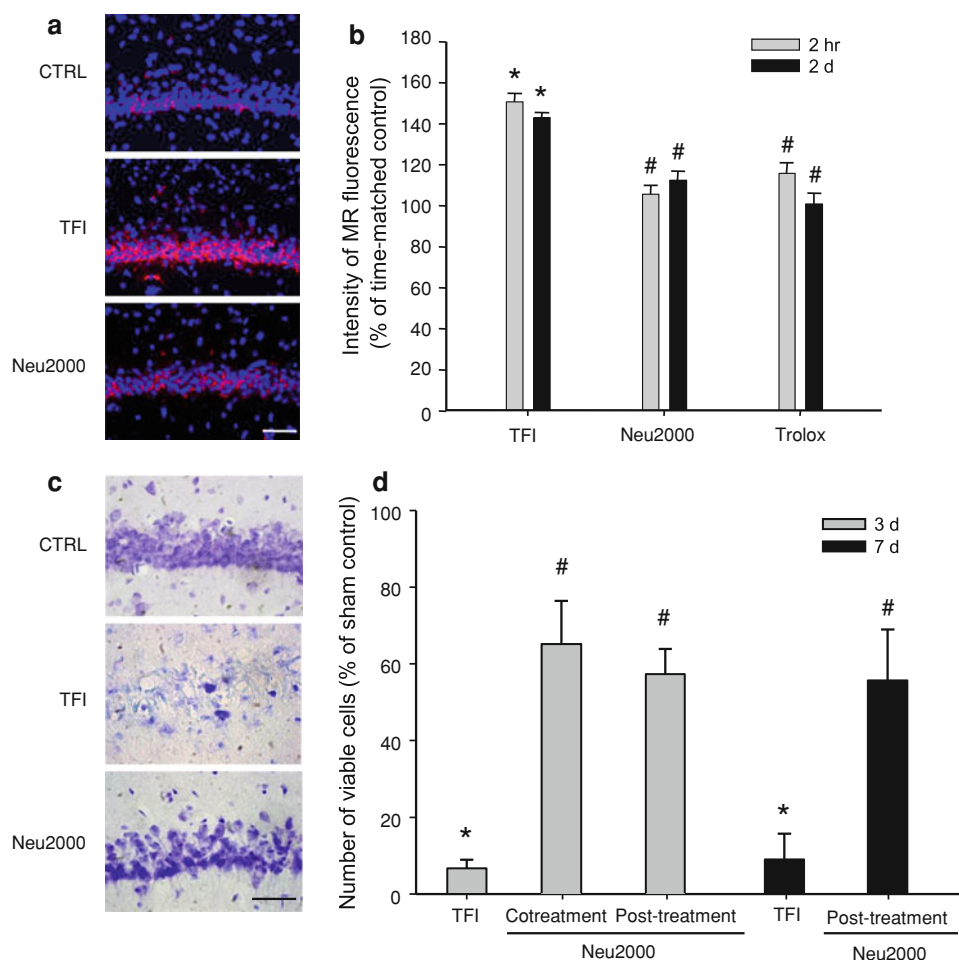 a
CTRL
TFI
Neu2000
b
Intensity of MR fluorescence
(% of time-matched control)
180
160
140
120
100
80
60
40
20
0
2 hr
2 d
*
*
#
#
#
#
TFI
Neu2000
Trolox
c
CTRL
TFI
Neu2000
d
Number of viable cells (% of sham control)
100
80
60
40
20
0
3 d
7 d
*
#
#
*
#
TFI
Cotreatment
Post-treatment
TFI
Post-treatment
Neu2000
Neu2000